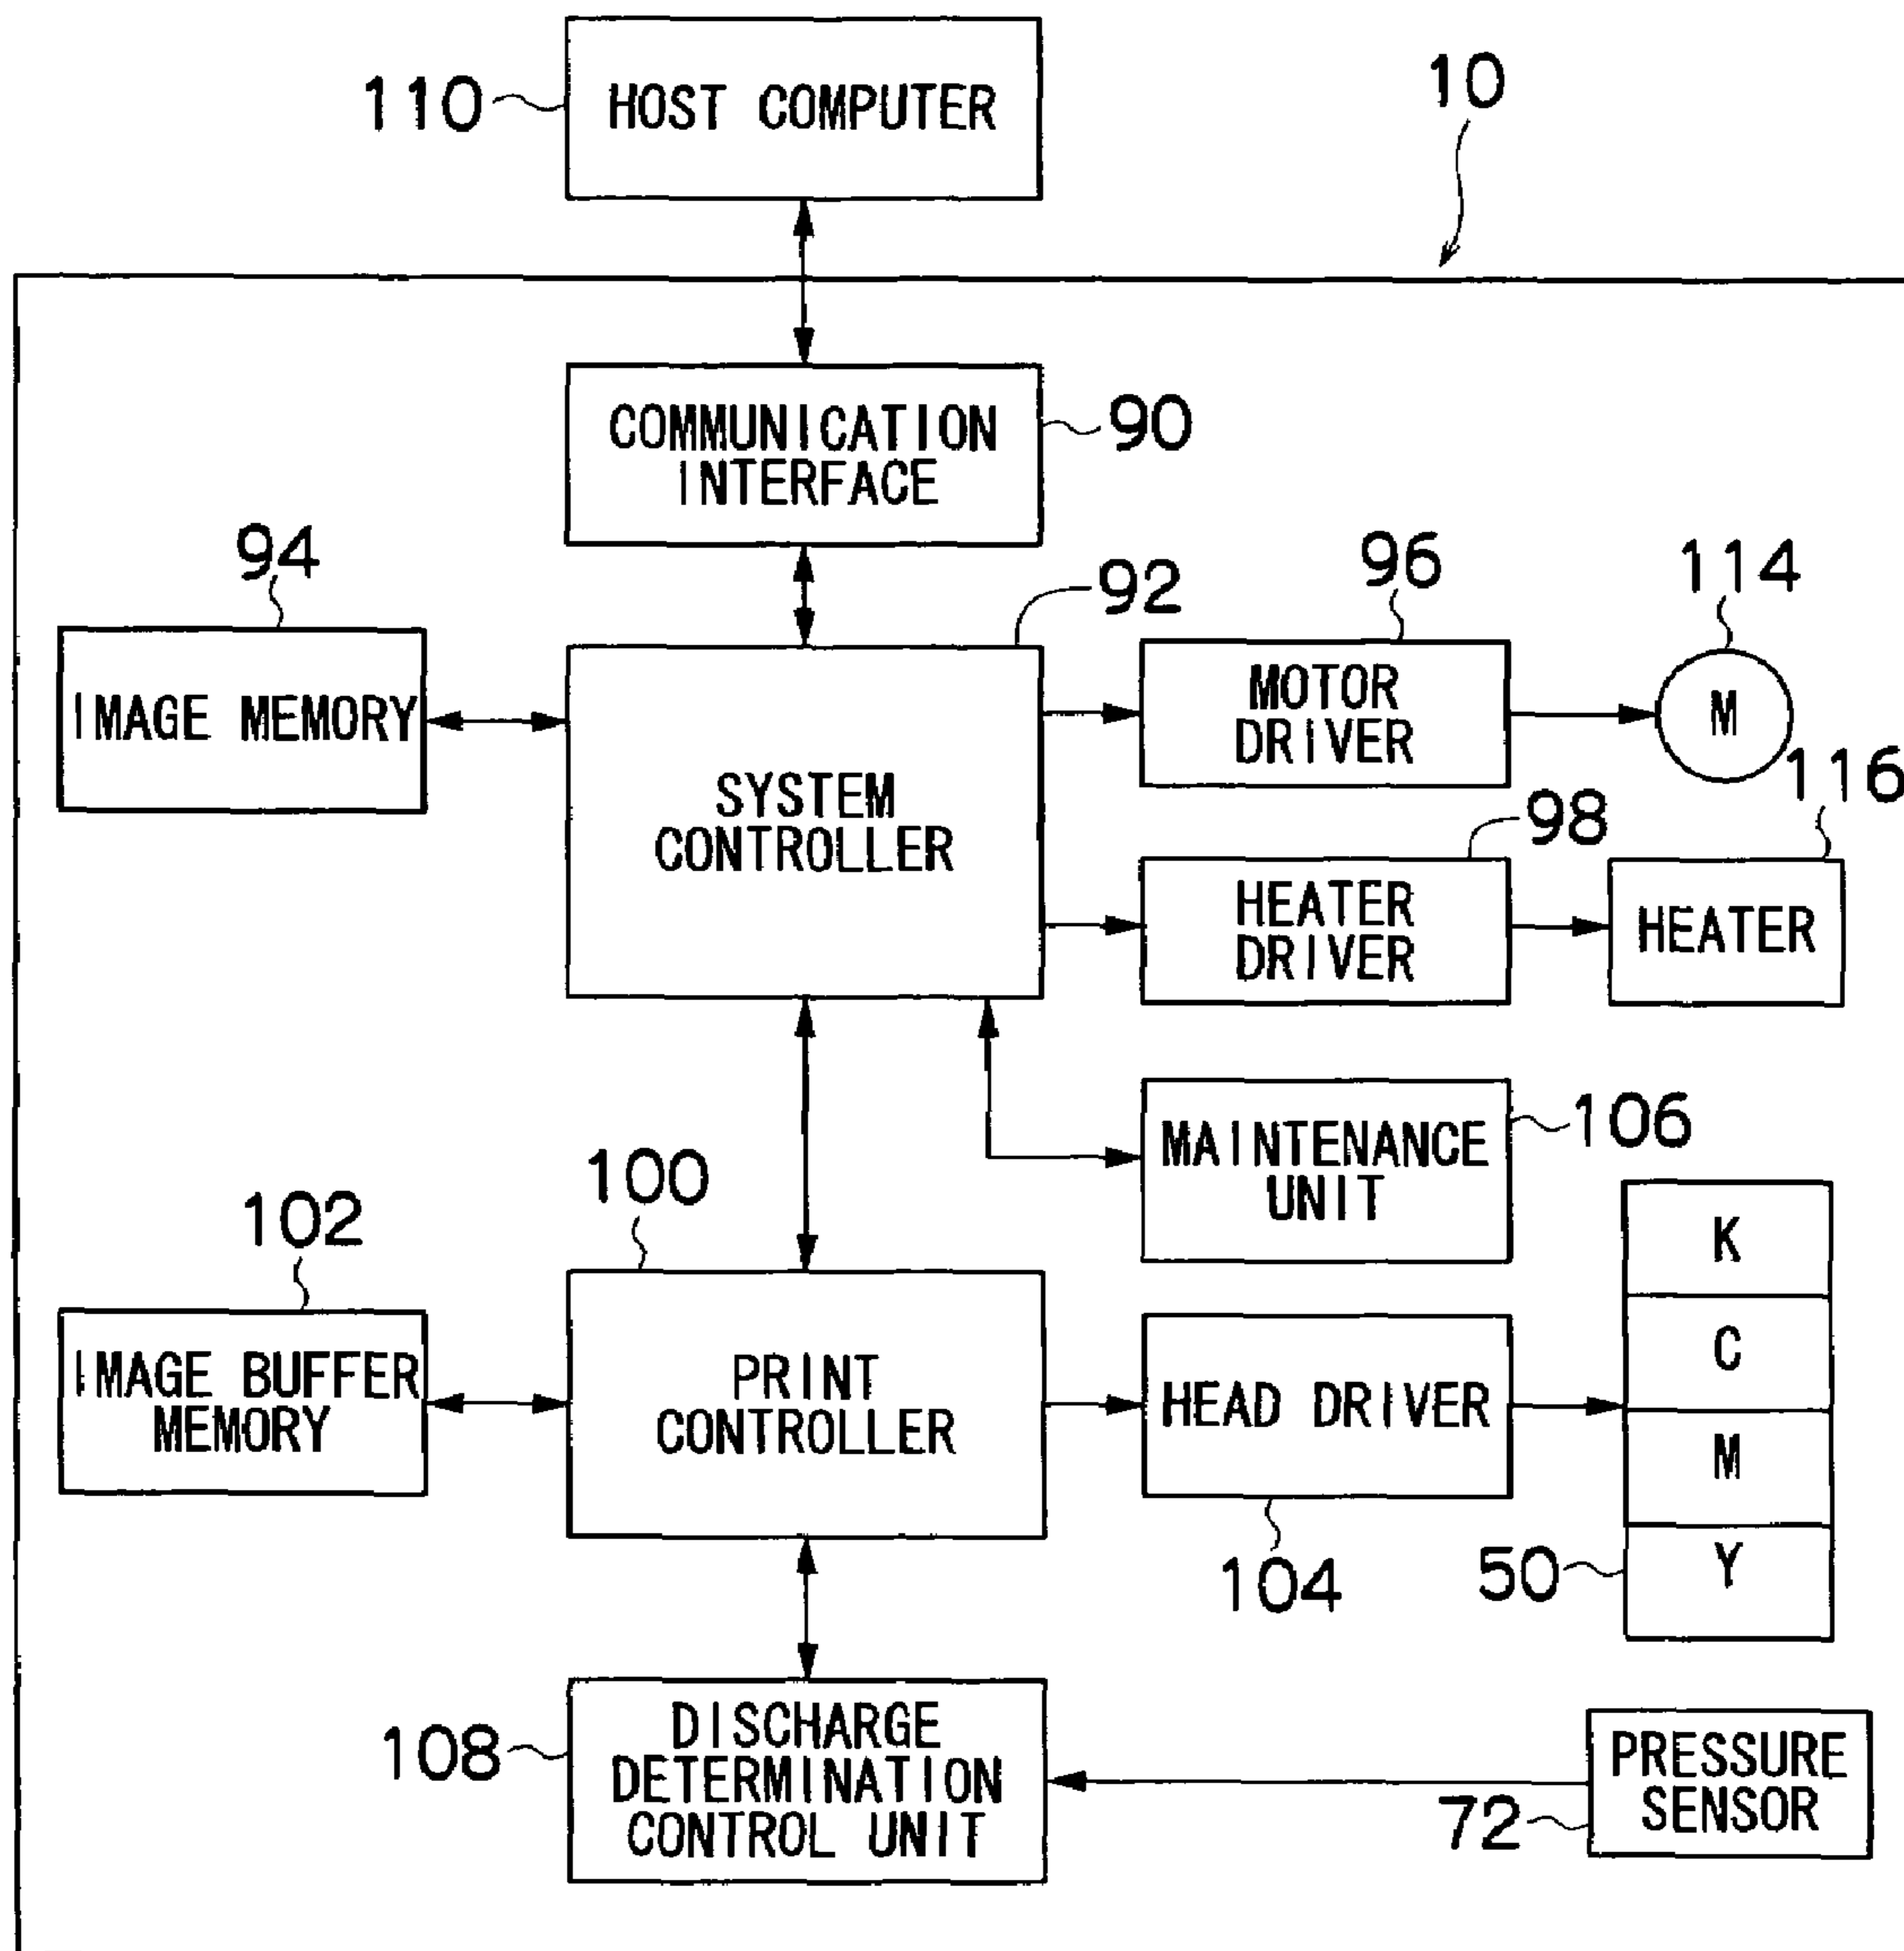 HOST COMPUTER
110
10
COMMUNICATION
INTERFACE
90
94
92
96
114
IMAGE MEMORY
MOTOR
DRIVER
M
SYSTEM
CONTROLLER
116
98
HEATER
DRIVER
HEATER
MAINTENANCE
UNIT
106
100
102
K
C
M
Y
IMAGE BUFFER
MEMORY
PRINT
CONTROLLER
HEAD DRIVER
104
50
108
DISCHARGE
DETERMINATION
CONTROL UNIT
PRESSURE
SENSOR
72